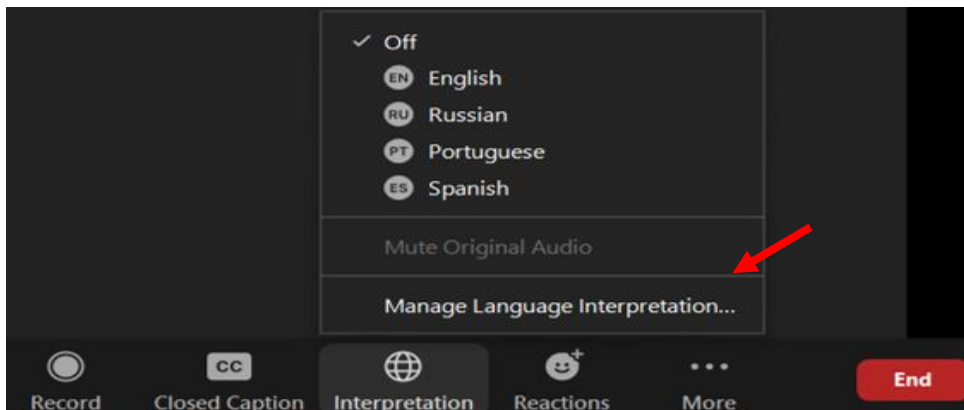 Off
EN English
RU Russian
PT Portuguese
ES Spanish
Mute Original Audio
Manage Language Interpretation...
CC
End
Record Closed Caption Interpretation Reactions More